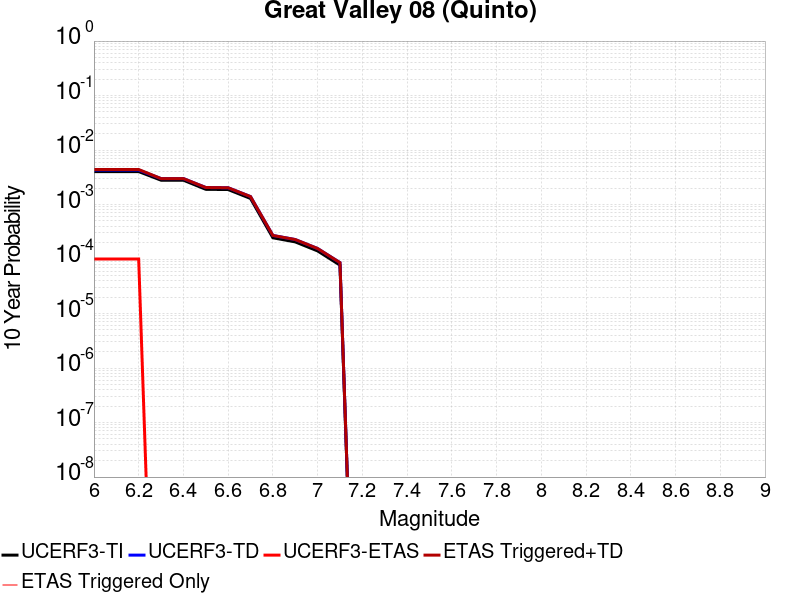 Great Valley 08 (Quinto)
10^0
10^-1
10^-2
10^-3
10^-4
10^-5
10^-6
10^-7
10^-8
10 Year Probability
6 6.2 6.4 6.6 6.8 7 7.2 7.4 7.6 7.8 8 8.2 8.4 8.6 8.8 9
Magnitude
UCERF3-TI UCERF3-TD UCERF3-ETAS ETAS Triggered+TD
ETAS Triggered Only